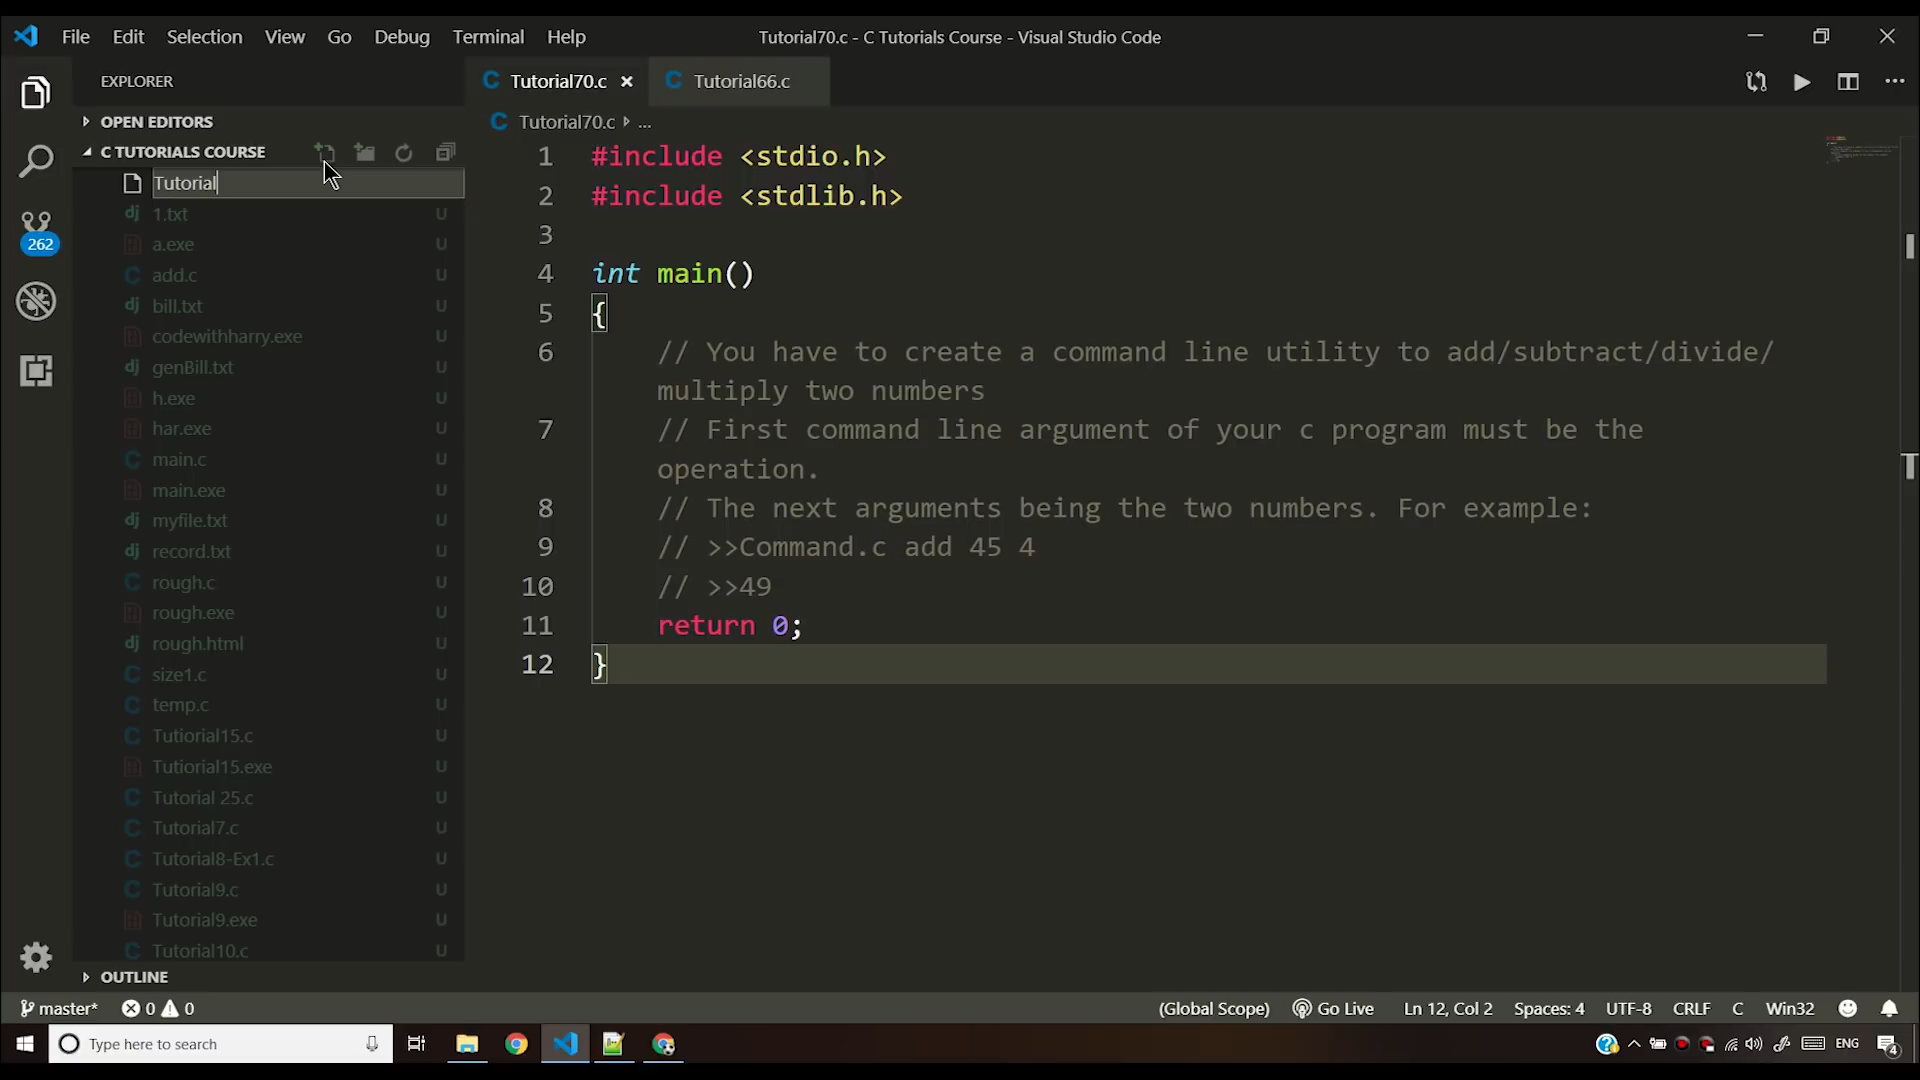 File Edit Selection View Go Debug Terminal Help
Tutorial70.c - C Tutorials Course - Visual Studio Code
EXPLORER
Tutorial70.c
Tutorial66.c
OPEN EDITORS
Tutorial70.c ...
C TUTORIALS COURSE
Tutorial
1.txt U
a.exe U
add.c U
bill.txt U
codewithharry.exe U
genBill.txt U
h.exe U
har.exe U
main.c U
main.exe U
myfile.txt U
record.txt U
rough.c U
rough.exe U
rough.html U
size1.c U
temp.c U
Tutiorial15.c U
Tutiorial15.exe U
Tutorial 25.c U
Tutorial7.c U
Tutorial8-Ex1.c U
Tutorial9.c U
Tutorial9.exe U
Tutorial10.c U
OUTLINE
262
1 #include <stdio.h>
2 #include <stdlib.h>
3
4 int main()
5 {
6 // You have to create a command line utility to add/subtract/divide/
multiply two numbers
7 // First command line argument of your c program must be the
operation.
8 // The next arguments being the two numbers. For example:
9 // >>Command.c add 45 4
10 // >>49
11 return 0;
12 }
master* 0 0
(Global Scope) Go Live Ln 12, Col 2 Spaces: 4 UTF-8 CRLF C Win32
Type here to search
ENG
4